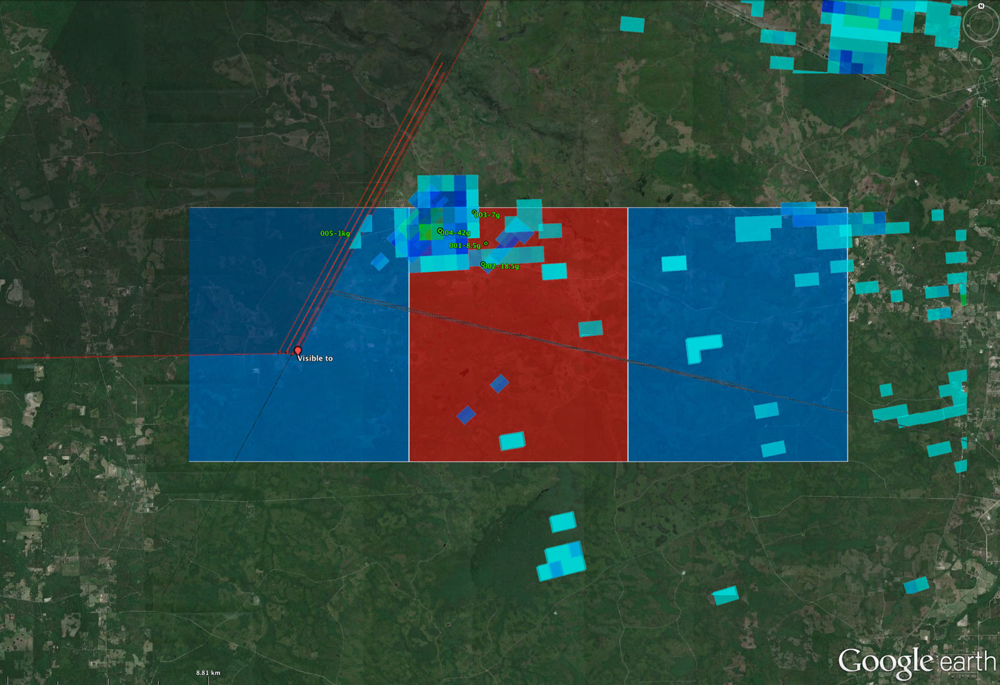 N
003-7g
005-1kg
004-42g
001-8.5g
002-18.5g
Visible to
Google earth
8.81 km